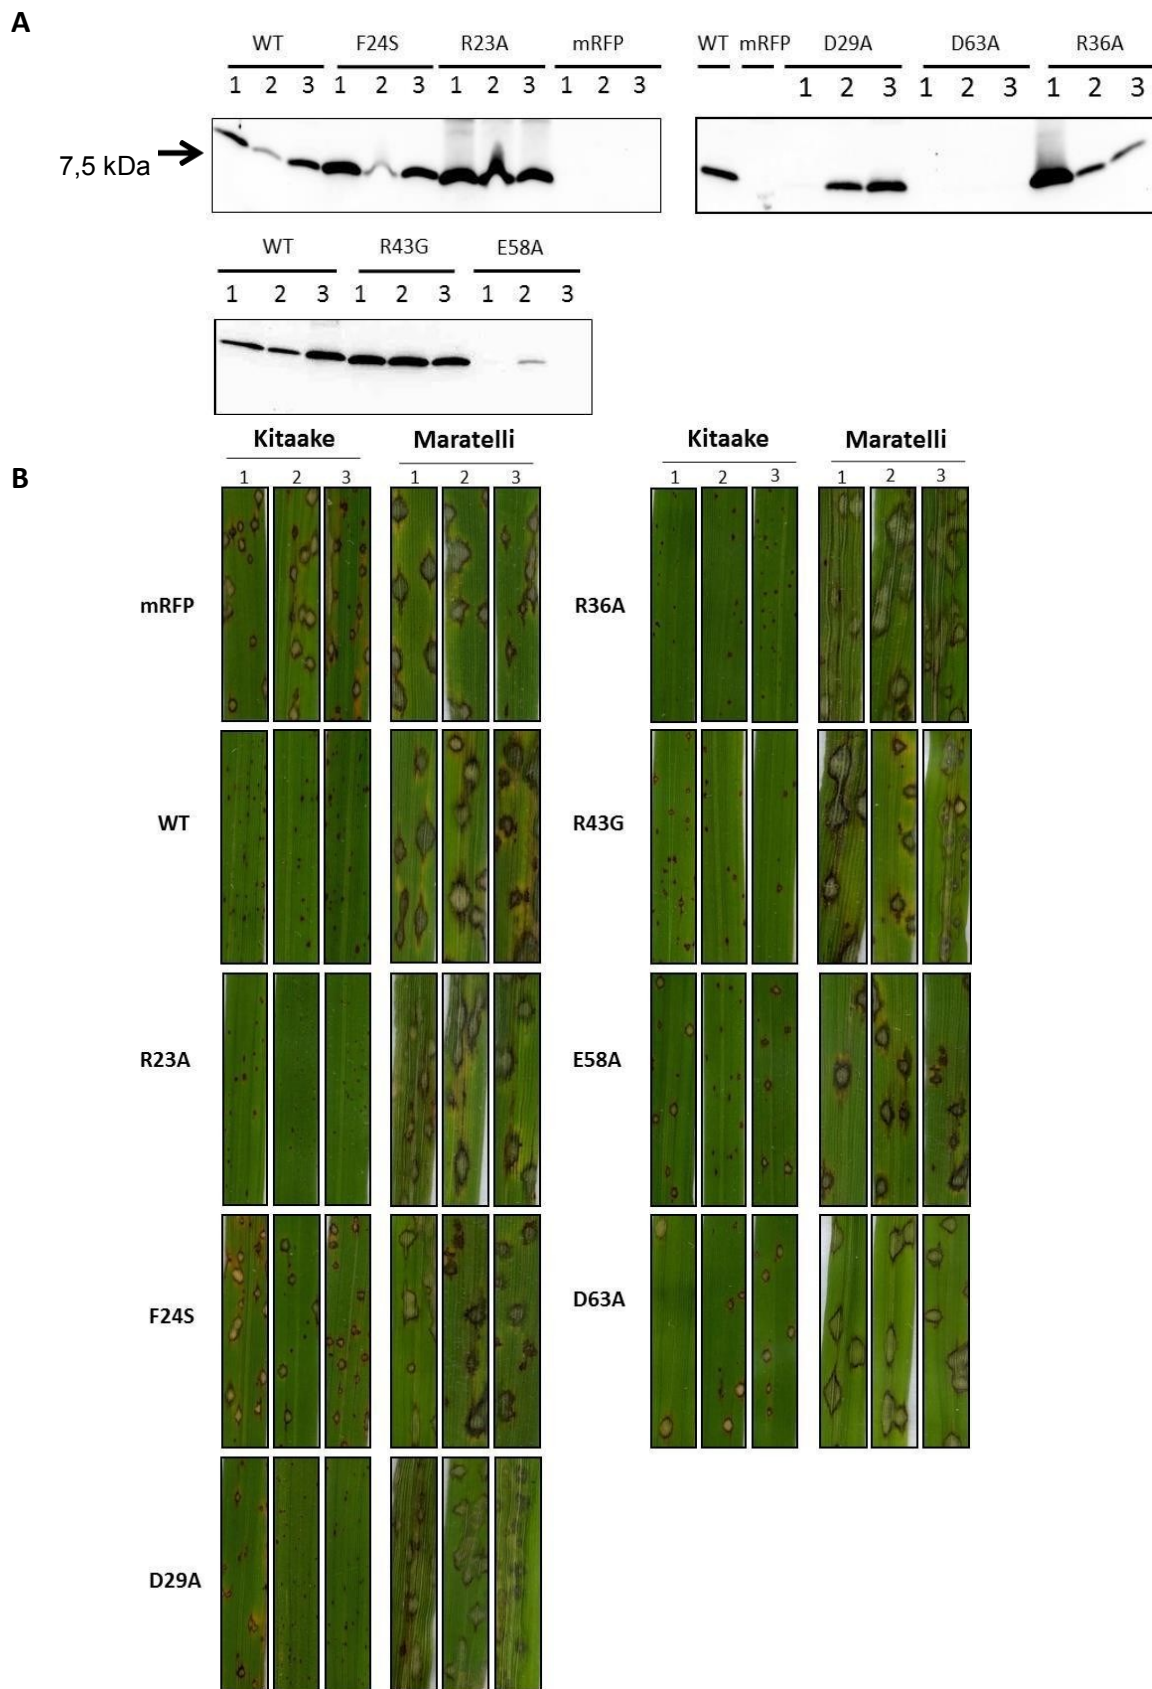 A
WT F24S R23A mRFP
1 2 3 1 2 3 1 2 3 1 2 3
WT mRFP D29A D63A R36A
1 2 3 1 2 3 1 2 3
7,5 kDa
WT R43G E58A
1 2 3 1 2 3 1 2 3
B
Kitaake Maratelli
1 2 3 1 2 3
mRFP
WT
R23A
F24S
D29A
Kitaake Maratelli
1 2 3 1 2 3
R36A
R43G
E58A
D63A